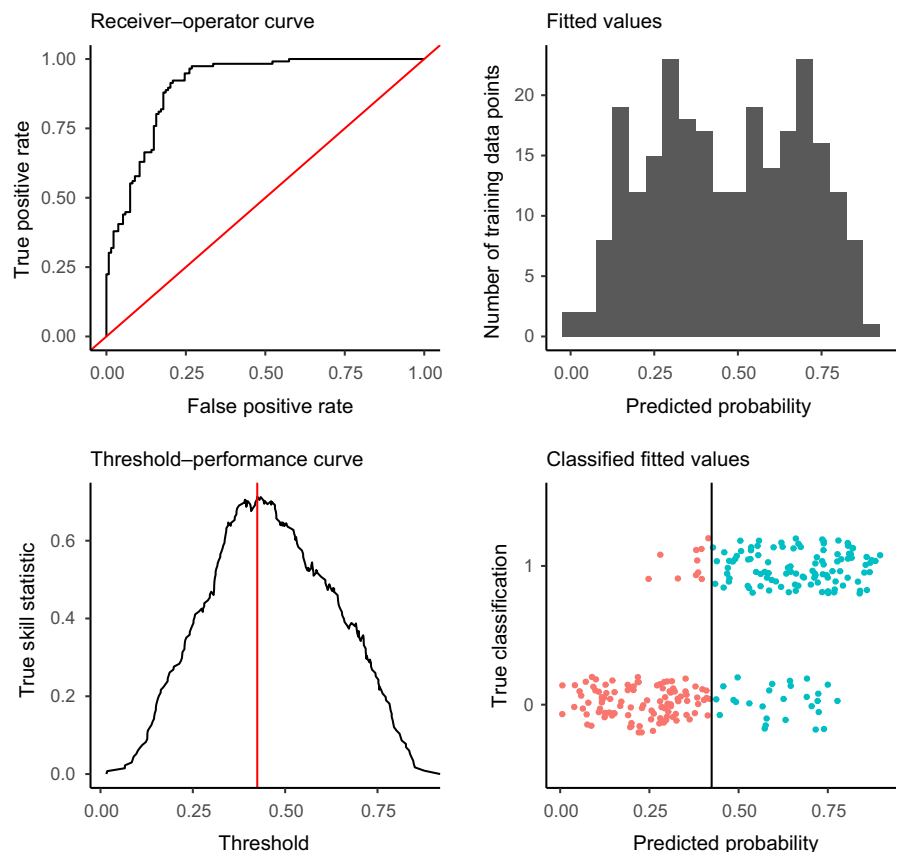 Receiver–operator curve
True positive rate
1.00
0.75
0.50
0.25
0.00
0.00 0.25 0.50 0.75 1.00
False positive rate
Fitted values
Number of training data points
20
15
10
5
0
0.00 0.25 0.50 0.75
Predicted probability
Threshold–performance curve
True skill statistic
0.6
0.4
0.2
0.0
0.00 0.25 0.50 0.75
Threshold
Classified fitted values
True classification
1
0
0.00 0.25 0.50 0.75
Predicted probability